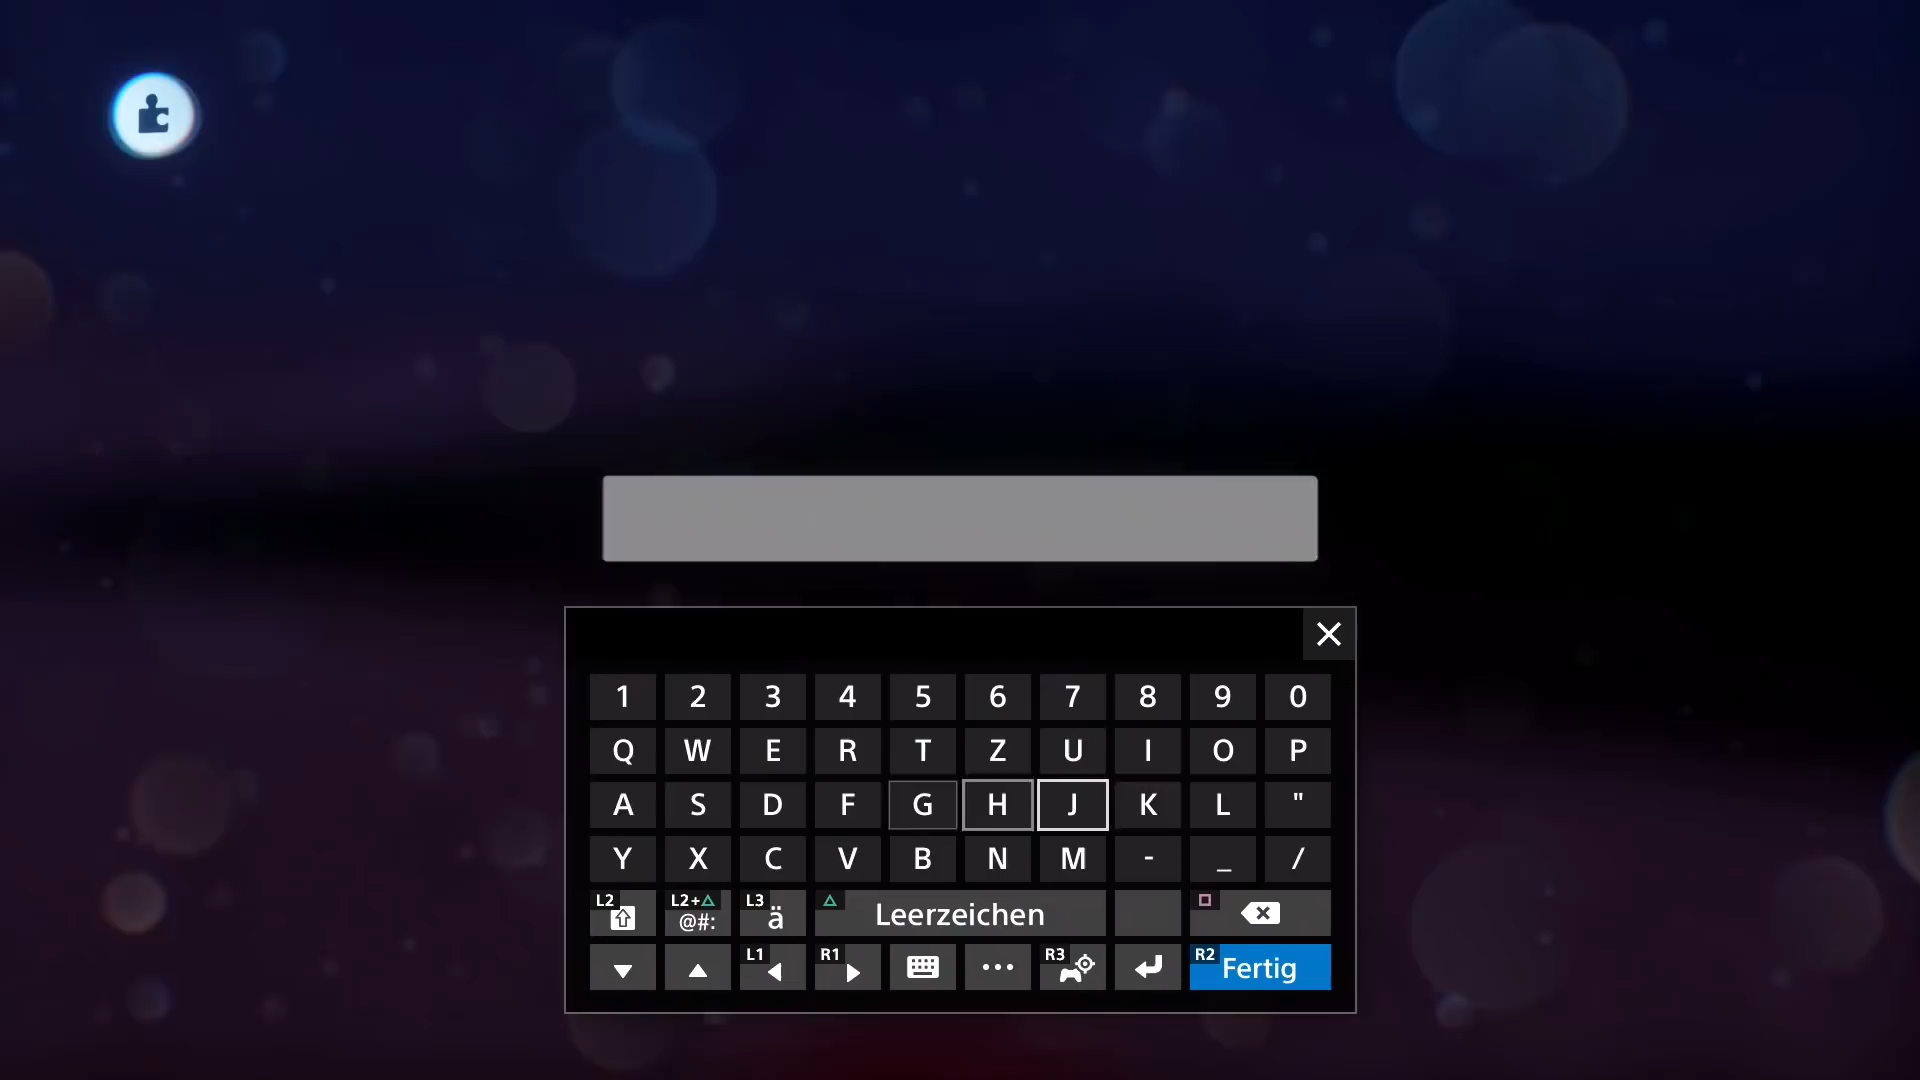 1 2 3 4 5 6 7 8 9 0
Q W E R T Z U I O P
A S D F G H J K L "
Y X C V B N M - _ /
L2 L2+△ @#: L3 ä △ Leerzeichen □
L1 R1 ... R3 R2 Fertig